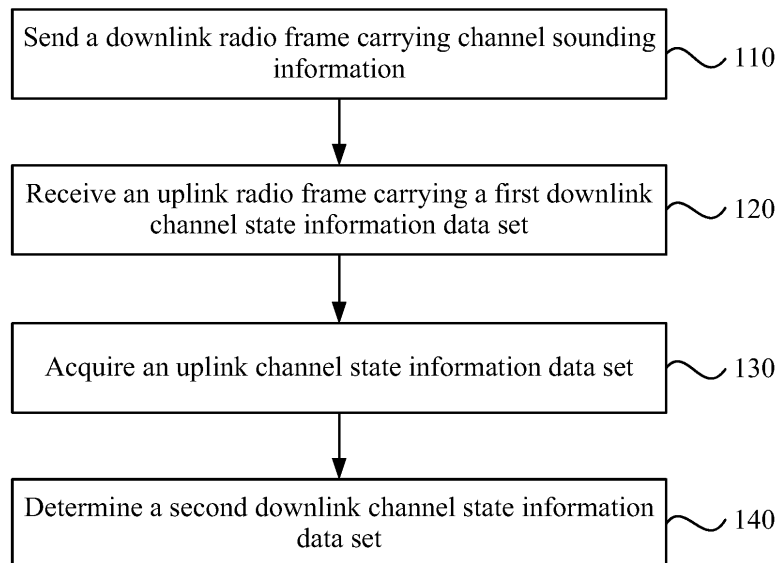 Send a downlink radio frame carrying channel sounding
information
110
Receive an uplink radio frame carrying a first downlink
channel state information data set
120
Acquire an uplink channel state information data set
130
Determine a second downlink channel state information
data set
140